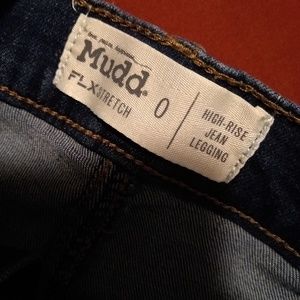 Mudd
FLX STRETCH
0
HIGH-RISE
JEAN
LEGGING